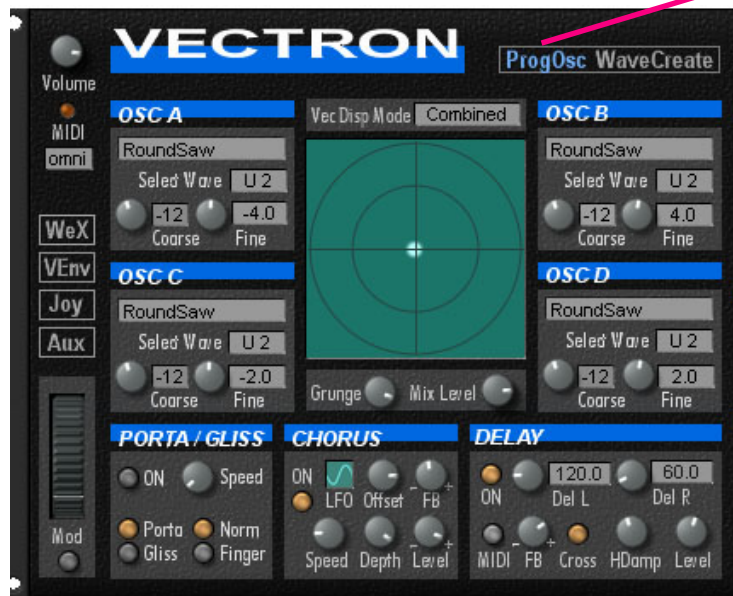 VECTRON
ProgOsc WaveCreate
Volume
MIDI
omni
WeX
VEnv
Joy
Aux
Mod
OSC A
RoundSaw
Select Wave U 2
-12 -4.0
Coarse Fine
Vec Disp Mode Combined
OSC B
RoundSaw
Select Wave U 2
-12 4.0
Coarse Fine
OSC C
RoundSaw
Select Wave U 2
-12 -2.0
Coarse Fine
Grunge Mix Level
OSC D
RoundSaw
Select Wave U 2
-12 2.0
Coarse Fine
PORTA / GLISS
ON Speed
Porta Norm
Gliss Finger
CHORUS
ON LFO Offset - FB +
Speed Depth - Level +
DELAY
120.0 60.0
ON Del L Del R
MIDI - FB + Cross HDamp Level